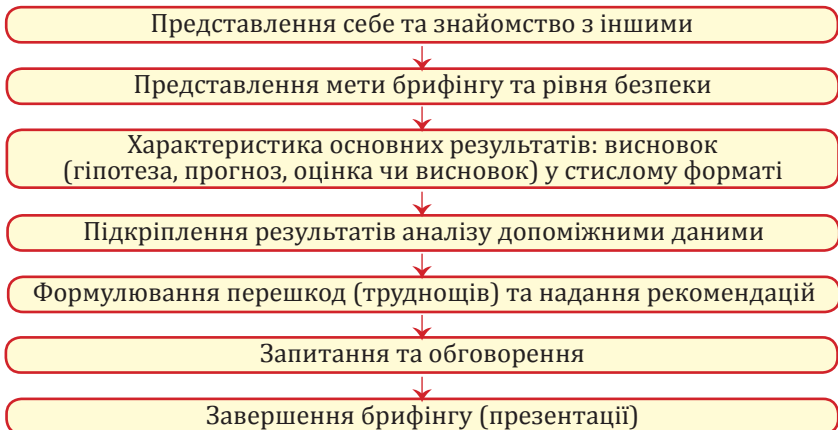 Представлення себе та знайомство з іншими
Представлення мети брифінгу та рівня безпеки
Характеристика основних результатів: висновок
(гіпотеза, прогноз, оцінка чи висновок) у стислому форматі
Підкріплення результатів аналізу допоміжними даними
Формулювання перешкод (труднощів) та надання рекомендацій
Запитання та обговорення
Завершення брифінгу (презентації)